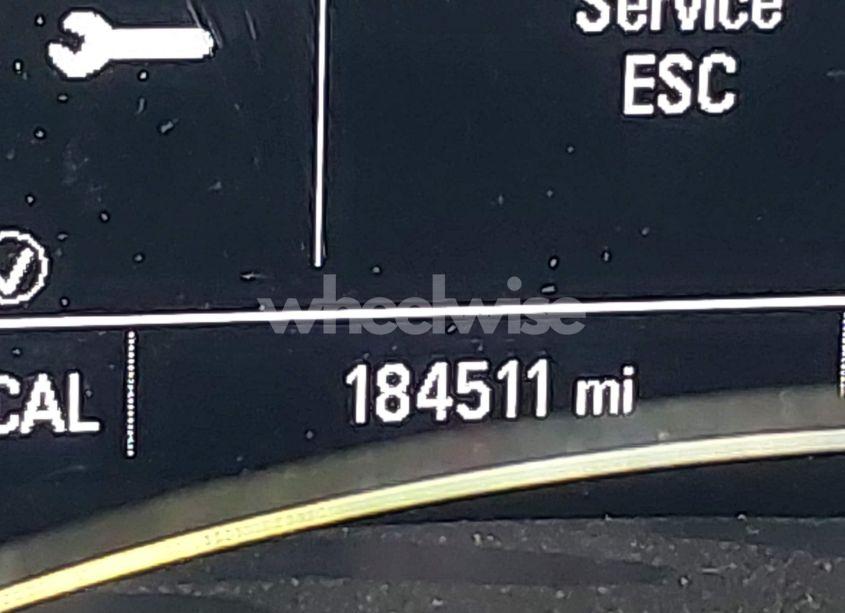 Service
ESC
wheelwise
CAL
184511 mi